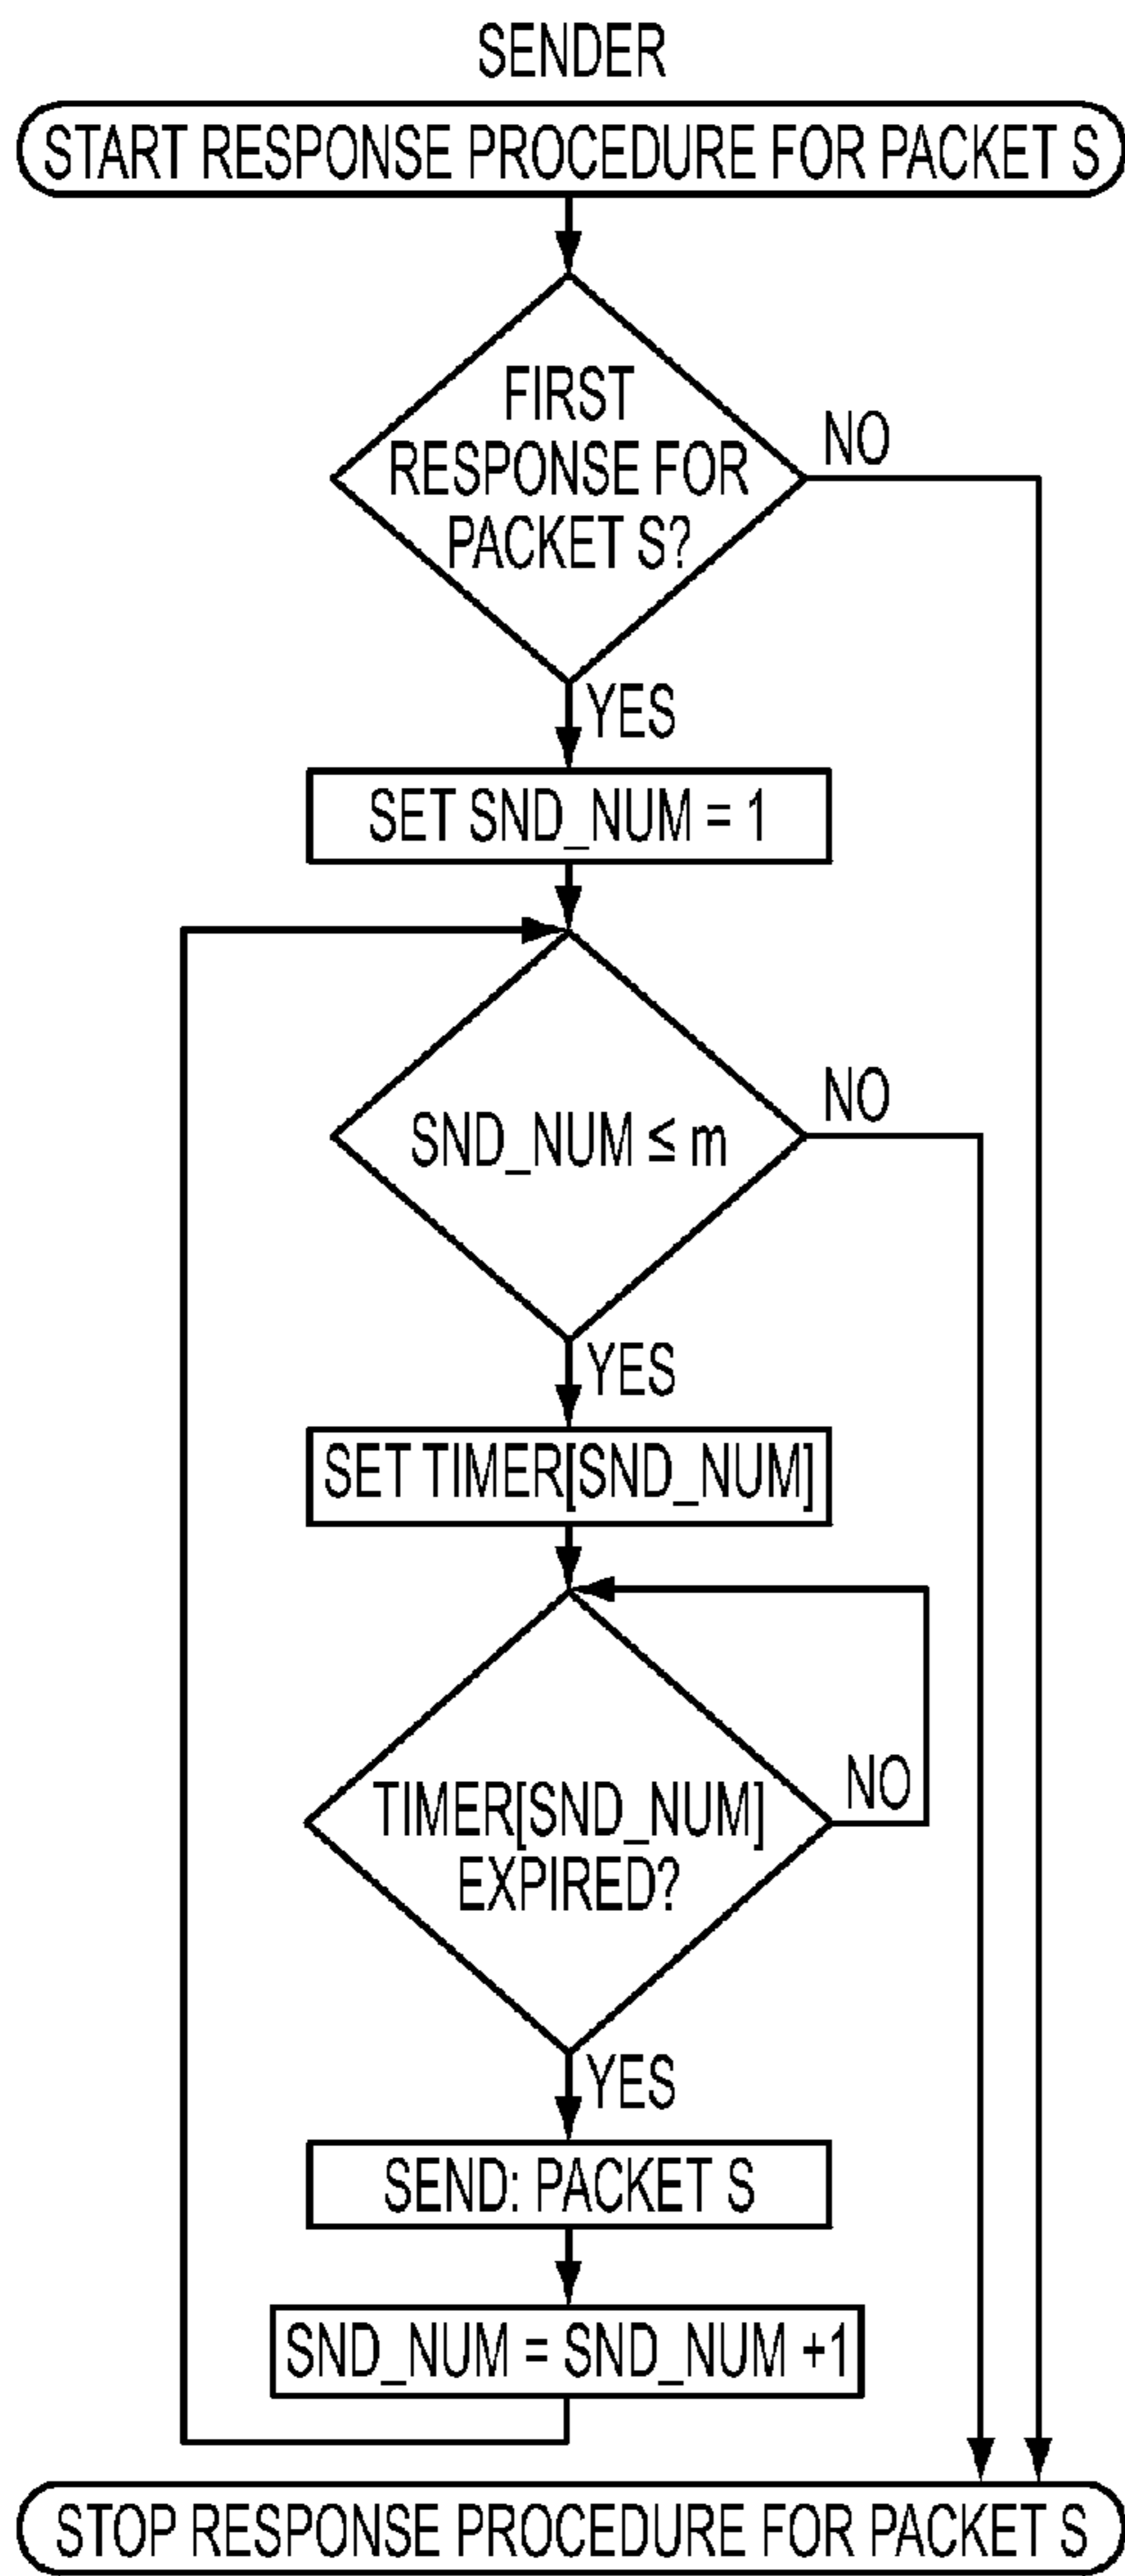 SENDER
START RESPONSE PROCEDURE FOR PACKET S
FIRST
RESPONSE FOR
PACKET S?
NO
YES
SET SND_NUM = 1
SND_NUM ≤ m
NO
YES
SET TIMER[SND_NUM]
TIMER[SND_NUM]
EXPIRED?
NO
YES
SEND: PACKET S
SND_NUM = SND_NUM +1
STOP RESPONSE PROCEDURE FOR PACKET S